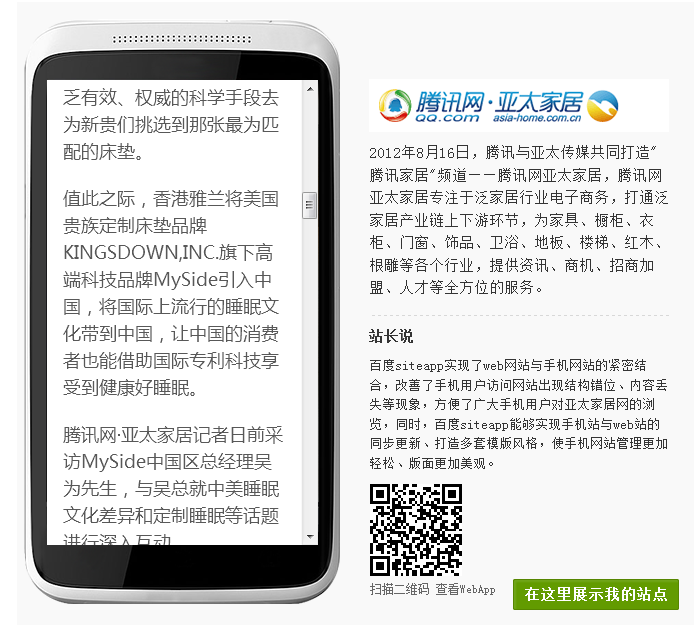 乏有效、权威的科学手段去
为新贵们挑选到那张最为匹
配的床垫。
值此之际，香港雅兰将美国
贵族定制床垫品牌
KINGSDOWN,INC.旗下高
端科技品牌MySide引入中
国，将国际上流行的睡眠文
化带到中国，让中国的消费
者也能借助国际专利科技享
受到健康好睡眠。
腾讯网·亚太家居记者日前采
访MySide中国区总经理吴
为先生，与吴总就中美睡眠
文化差异和定制睡眠等话题
进行深入互动
腾讯网·亚太家居
QQ.com asia-home.com.cn
2012年8月16日，腾讯与亚太传媒共同打造"
腾讯家居"频道——腾讯网亚太家居，腾讯网
亚太家居专注于泛家居行业电子商务，打通泛
家居产业链上下游环节，为家具、橱柜、衣
柜、门窗、饰品、卫浴、地板、楼梯、红木、
根雕等各个行业，提供资讯、商机、招商加
盟、人才等全方位的服务。
站长说
百度siteapp实现了web网站与手机网站的紧密结
合，改善了手机用户访问网站出现结构错位、内容丢
失等现象，方便了广大手机用户对亚太家居网的浏
览，同时，百度siteapp能够实现手机站与web站的
同步更新、打造多套模版风格，使手机网站管理更加
轻松、版面更加美观。
扫描二维码 查看WebApp
在这里展示我的站点